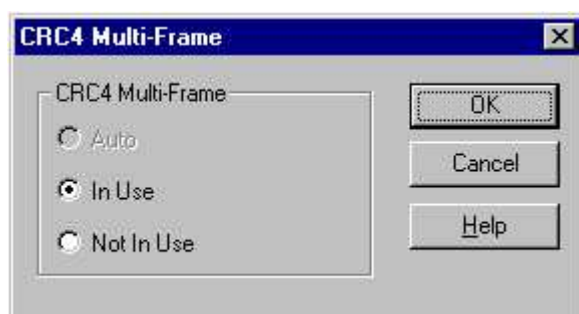 CRC4 Multi-Frame
CRC4 Multi-Frame
Auto
In Use
Not In Use
OK
Cancel
Help